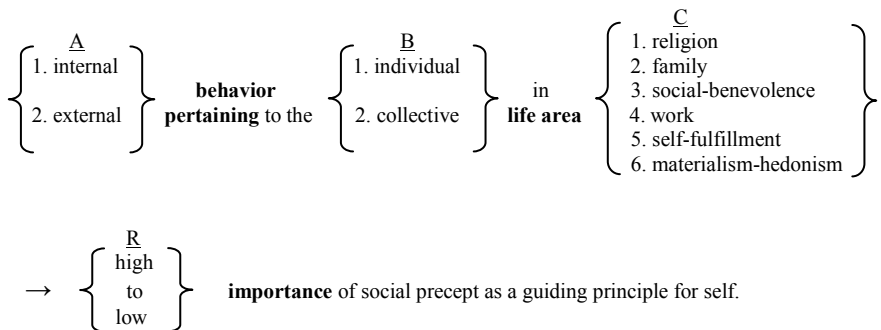 A B C
1. internal 1. individual 1. religion
behavior in 2. family
pertaining to the life area 3. social-benevolence
2. external 2. collective 4. work
5. self-fulfillment
6. materialism-hedonism
R
high
→ to importance of social precept as a guiding principle for self.
low